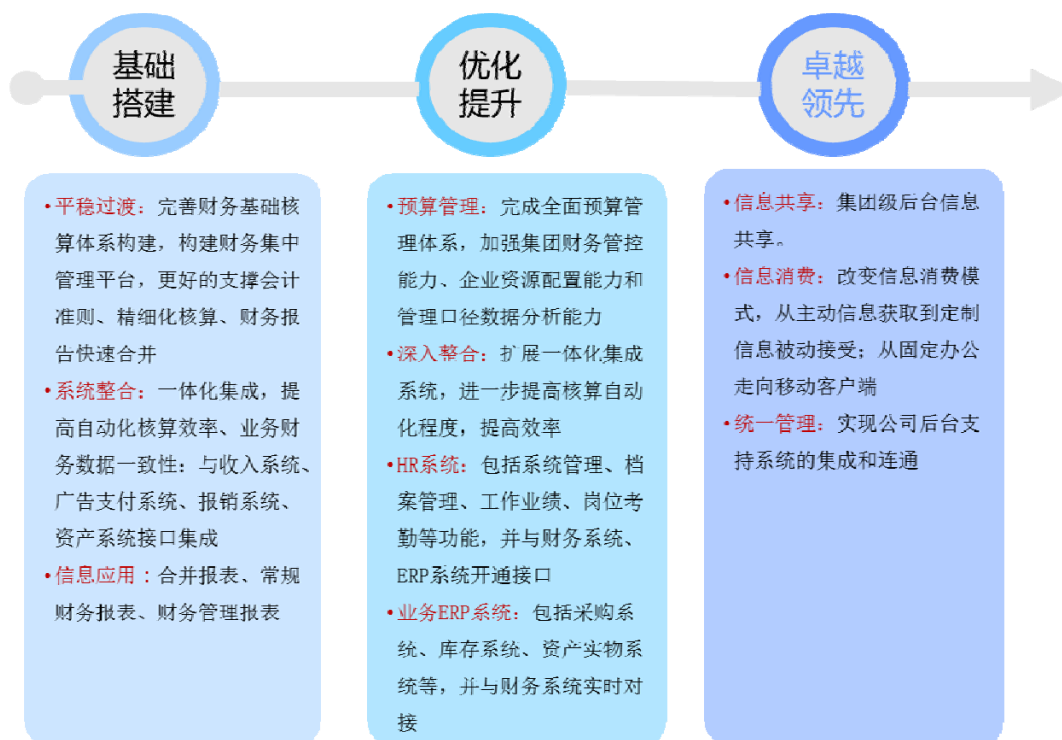 基础
搭建
优化
提升
卓越
领先
•平稳过渡：完善财务基础核
算体系构建，构建财务集中
管理平台，更好的支撑会计
准则、精细化核算、财务报
告快速合并
•系统整合：一体化集成，提
高自动化核算效率、业务财
务数据一致性：与收入系统、
广告支付系统、报销系统、
资产系统接口集成
•信息应用：合并报表、常规
财务报表、财务管理报表
•预算管理：完成全面预算管
理体系，加强集团财务管控
能力、企业资源配置能力和
管理口径数据分析能力
•深入整合：扩展一体化集成
系统，进一步提高核算自动
化程度，提高效率
•HR系统：包括系统管理、档
案管理、工作业绩、岗位考
勤等功能，并与财务系统、
ERP系统开通接口
•业务ERP系统：包括采购系
统、库存系统、资产实物系
统等，并与财务系统实时对
接
•信息共享：集团级后台信息
共享。
•信息消费：改变信息消费模
式，从主动信息获取到定制
信息被动接受；从固定办公
走向移动客户端
•统一管理：实现公司后台支
持系统的集成和连通